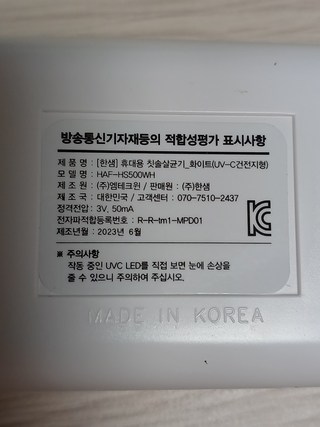 방송통신기자재등의 적합성평가 표시사항
제 품 명 : [한샘] 휴대용 칫솔살균기_화이트(UV-C건전지형)
모 델 명 : HAF-HS500WH
제 조 원 : (주)엠테크윈 / 판매원 : (주)한샘
제 조 국 : 대한민국 / 고객센터 : 070-7510-2437
정격전압 : 3V, 50mA
전자파적합등록번호 : R-R-tm1-MPD01
제조년월 : 2023년 6월
※ 주의사항
작동 중인 UVC LED를 직접 보면 눈에 손상을
줄 수 있으니 주의하여 주십시오.
MADE IN KOREA